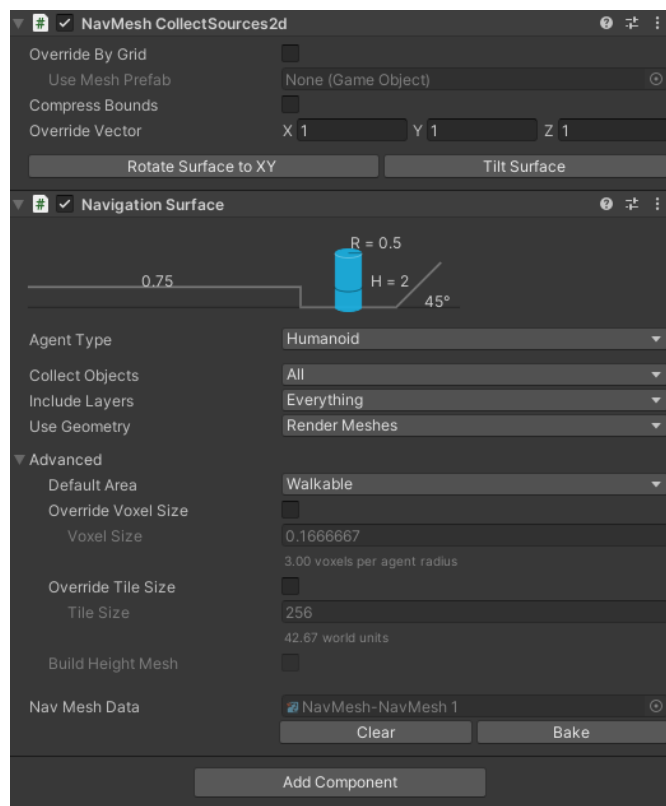 NavMesh CollectSources2d
Override By Grid
Use Mesh Prefab None (Game Object)
Compress Bounds
Override Vector X 1 Y 1 Z 1
Rotate Surface to XY Tilt Surface
# Navigation Surface
R = 0.5
0.75 H = 2
45°
Agent Type Humanoid
Collect Objects All
Include Layers Everything
Use Geometry Render Meshes
Advanced
Default Area Walkable
Override Voxel Size
Voxel Size 0.1666667
3.00 voxels per agent radius
Override Tile Size
Tile Size 256
42.67 world units
Build Height Mesh
Nav Mesh Data NavMesh-NavMesh 1
Clear Bake
Add Component